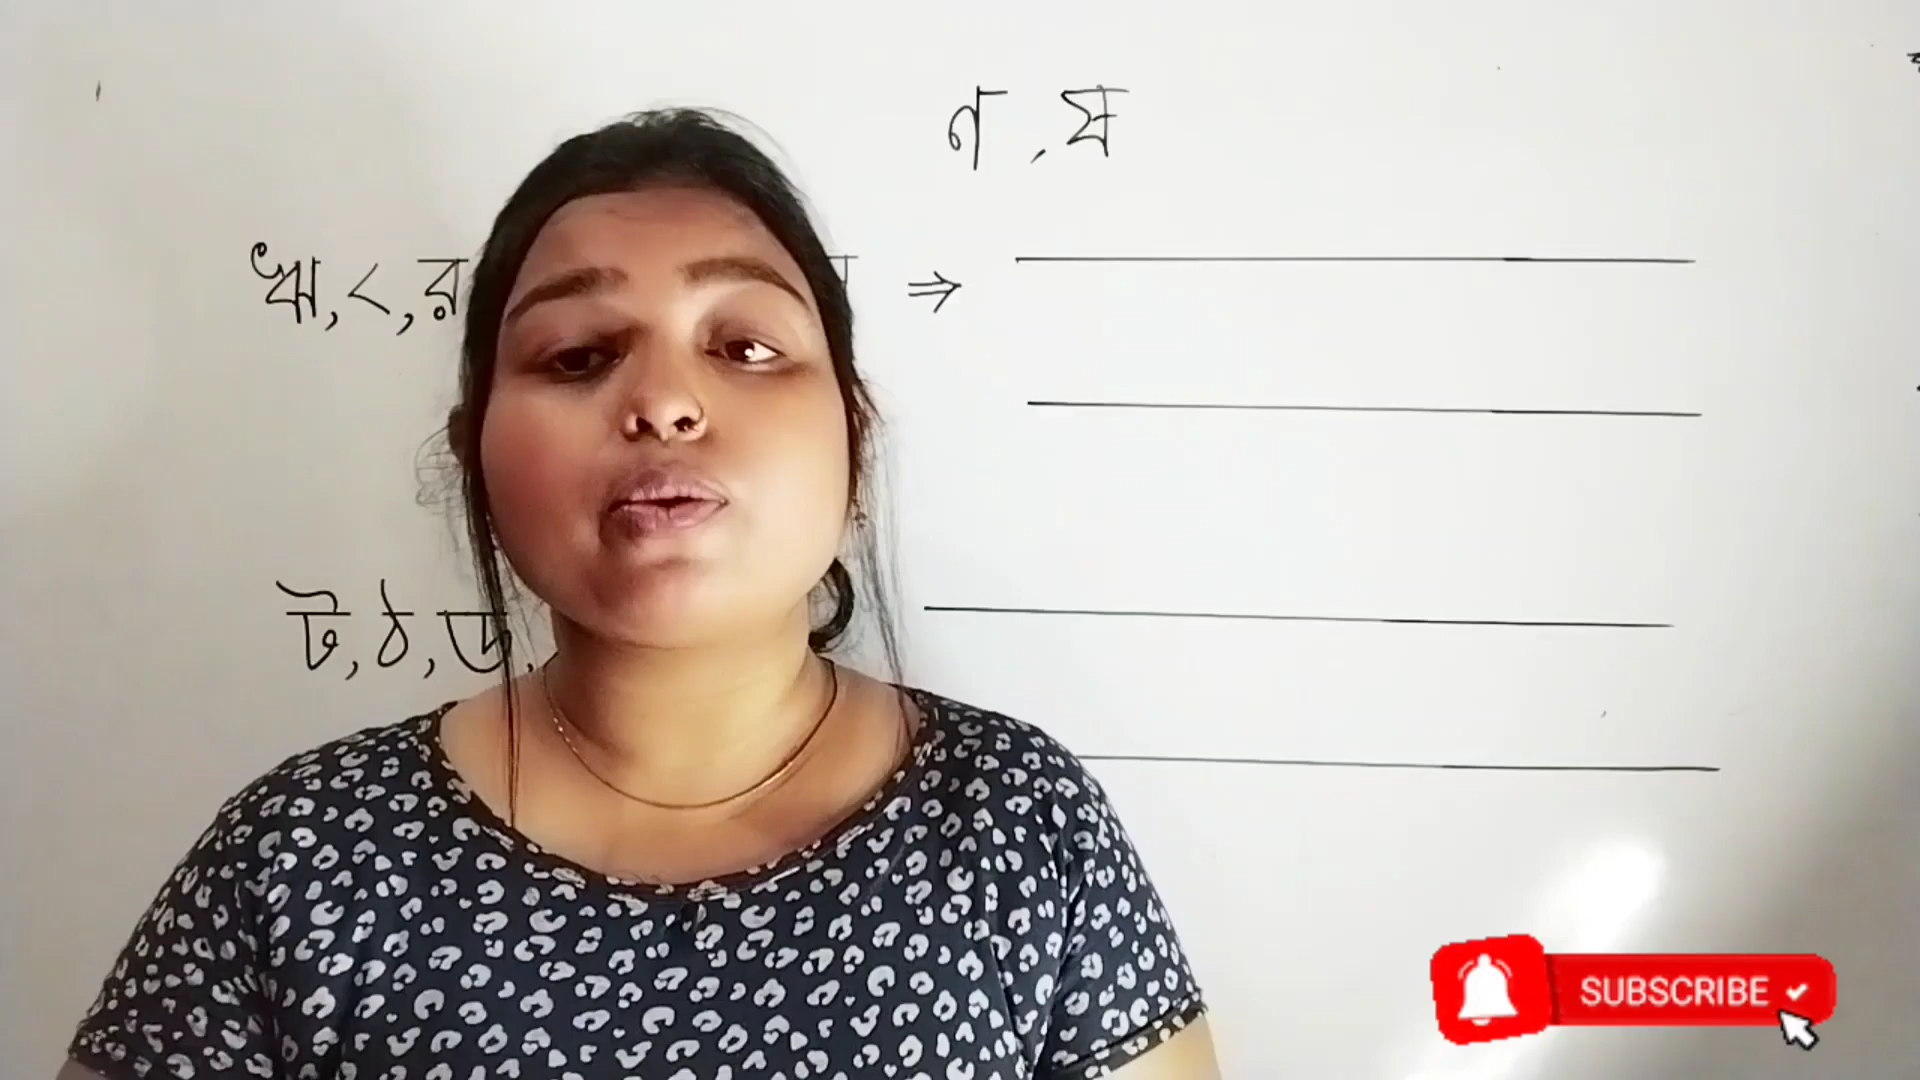 ণ, ষ
ঋ, ৎ, র ⇒
ট, ঠ, ড,
SUBSCRIBE